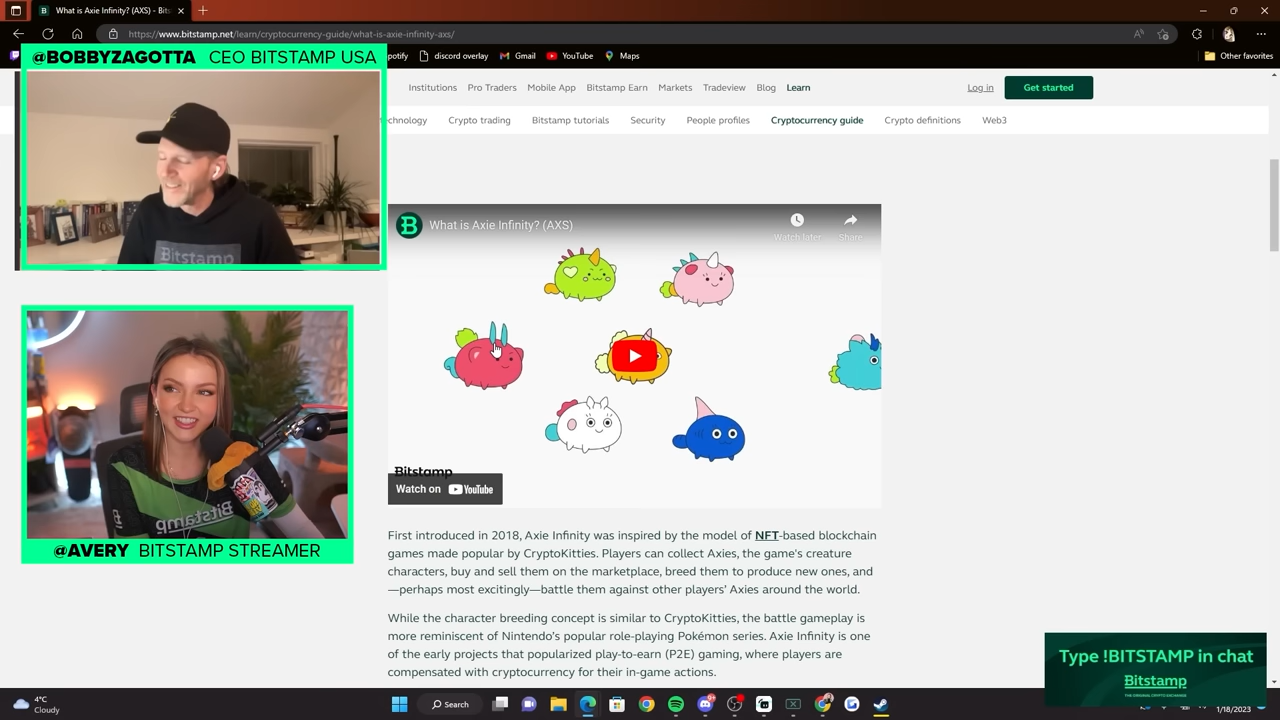 What is Axie Infinity? (AXS) - Bits
https://www.bitstamp.net/learn/cryptocurrency-guide/what-is-axie-infinity-axs/
potify
discord overlay
Gmail
YouTube
Maps
Other favorites
@BOBBYZAGOTTA CEO BITSTAMP USA
Institutions
Pro Traders
Mobile App
Bitstamp Earn
Markets
Tradeview
Blog
Learn
Log in
Get started
echnology
Crypto trading
Bitstamp tutorials
Security
People profiles
Cryptocurrency guide
Crypto definitions
Web3
Bitstamp
What is Axie Infinity? (AXS)
Watch later
Share
Bitstamp
Watch on YouTube
Bitstamp
@AVERY BITSTAMP STREAMER
First introduced in 2018, Axie Infinity was inspired by the model of NFT-based blockchain
games made popular by CryptoKitties. Players can collect Axies, the game's creature
characters, buy and sell them on the marketplace, breed them to produce new ones, and
—perhaps most excitingly—battle them against other players' Axies around the world.
While the character breeding concept is similar to CryptoKitties, the battle gameplay is
more reminiscent of Nintendo's popular role-playing Pokémon series. Axie Infinity is one
of the early projects that popularized play-to-earn (P2E) gaming, where players are
compensated with cryptocurrency for their in-game actions.
Type !BITSTAMP in chat
Bitstamp
THE ORIGINAL CRYPTO EXCHANGE
4°C
Cloudy
Search
1/18/2023